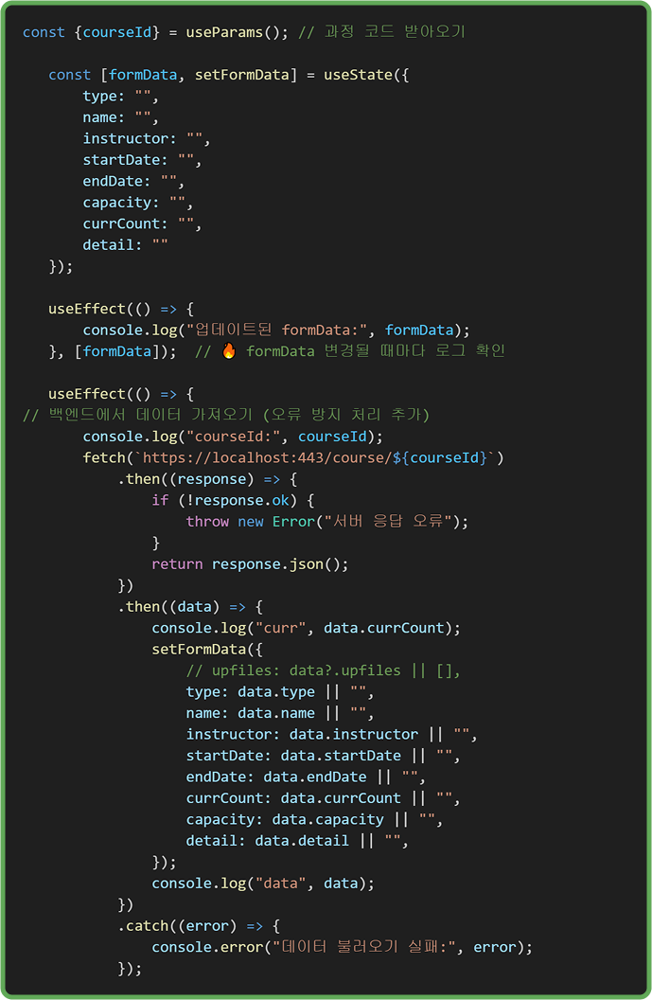 const {courseId} = useParams(); // 과정 코드 받아오기
const [formData, setFormData] = useState({
type: "",
name: "",
instructor: "",
startDate: "",
endDate: "",
capacity: "",
currCount: "",
detail: ""
});
useEffect(() => {
console.log("업데이트된 formData:", formData);
}, [formData]);  // 🔥 formData 변경될 때마다 로그 확인
useEffect(() => {
// 백엔드에서 데이터 가져오기 (오류 방지 처리 추가)
console.log("courseId:", courseId);
fetch(`https://localhost:443/course/${courseId}`)
.then((response) => {
if (!response.ok) {
throw new Error("서버 응답 오류");
}
return response.json();
})
.then((data) => {
console.log("curr", data.currCount);
setFormData({
// upfiles: data?.upfiles || [],
type: data.type || "",
name: data.name || "",
instructor: data.instructor || "",
startDate: data.startDate || "",
endDate: data.endDate || "",
currCount: data.currCount || "",
capacity: data.capacity || "",
detail: data.detail || "",
});
console.log("data", data);
})
.catch((error) => {
console.error("데이터 불러오기 실패:", error);
});